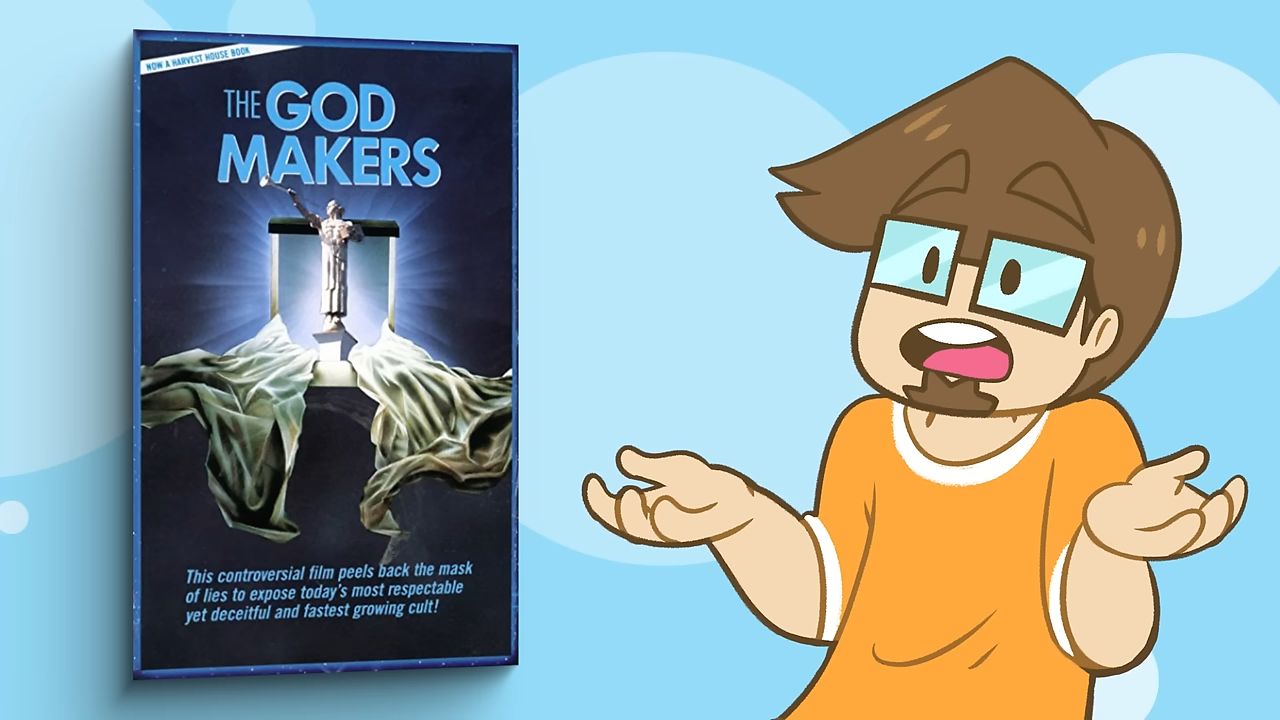 NOW A HARVEST HOUSE BOOK
THE GOD
MAKERS
This controversial film peels back the mask
of lies to expose today's most respectable
yet deceitful and fastest growing cult!